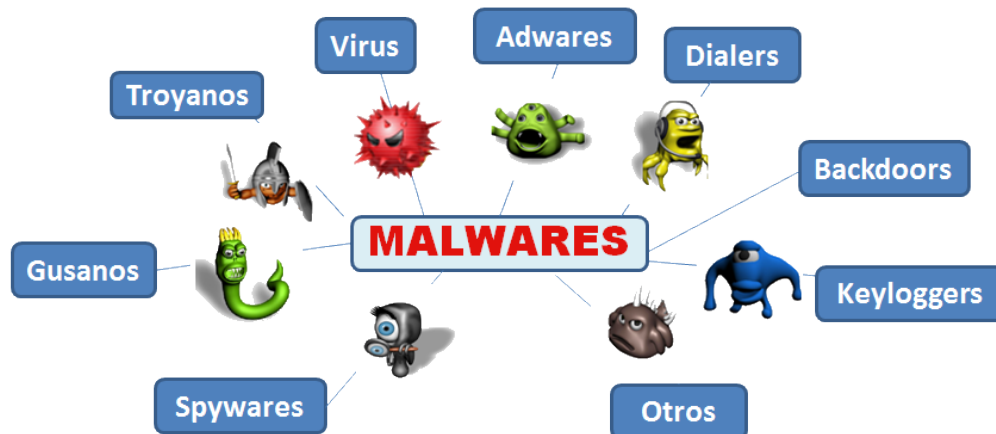 Virus
Adwares
Dialers
Troyanos
Backdoors
MALWARES
Gusanos
Keyloggers
Spywares
Otros